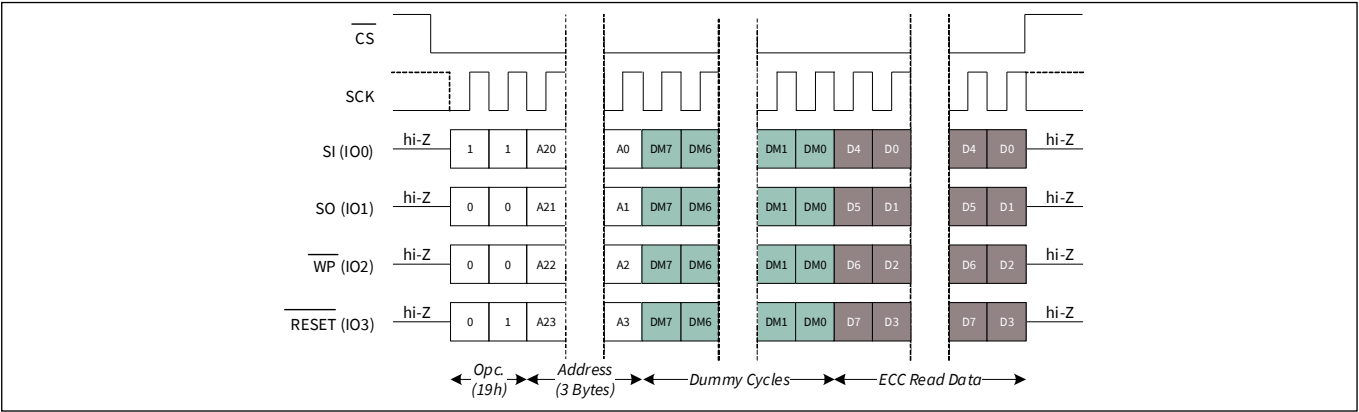 CS
SCK
SI (IO0) hi-Z 1 1 A20 A0 DM7 DM6 DM1 DM0 D4 D0 D4 D0 hi-Z
SO (IO1) hi-Z 0 0 A21 A1 DM7 DM6 DM1 DM0 D5 D1 D5 D1 hi-Z
WP (IO2) hi-Z 0 0 A22 A2 DM7 DM6 DM1 DM0 D6 D2 D6 D2 hi-Z
RESET (IO3) hi-Z 0 1 A23 A3 DM7 DM6 DM1 DM0 D7 D3 D7 D3 hi-Z
Opc. Address
(19h) (3 Bytes) Dummy Cycles ECC Read Data